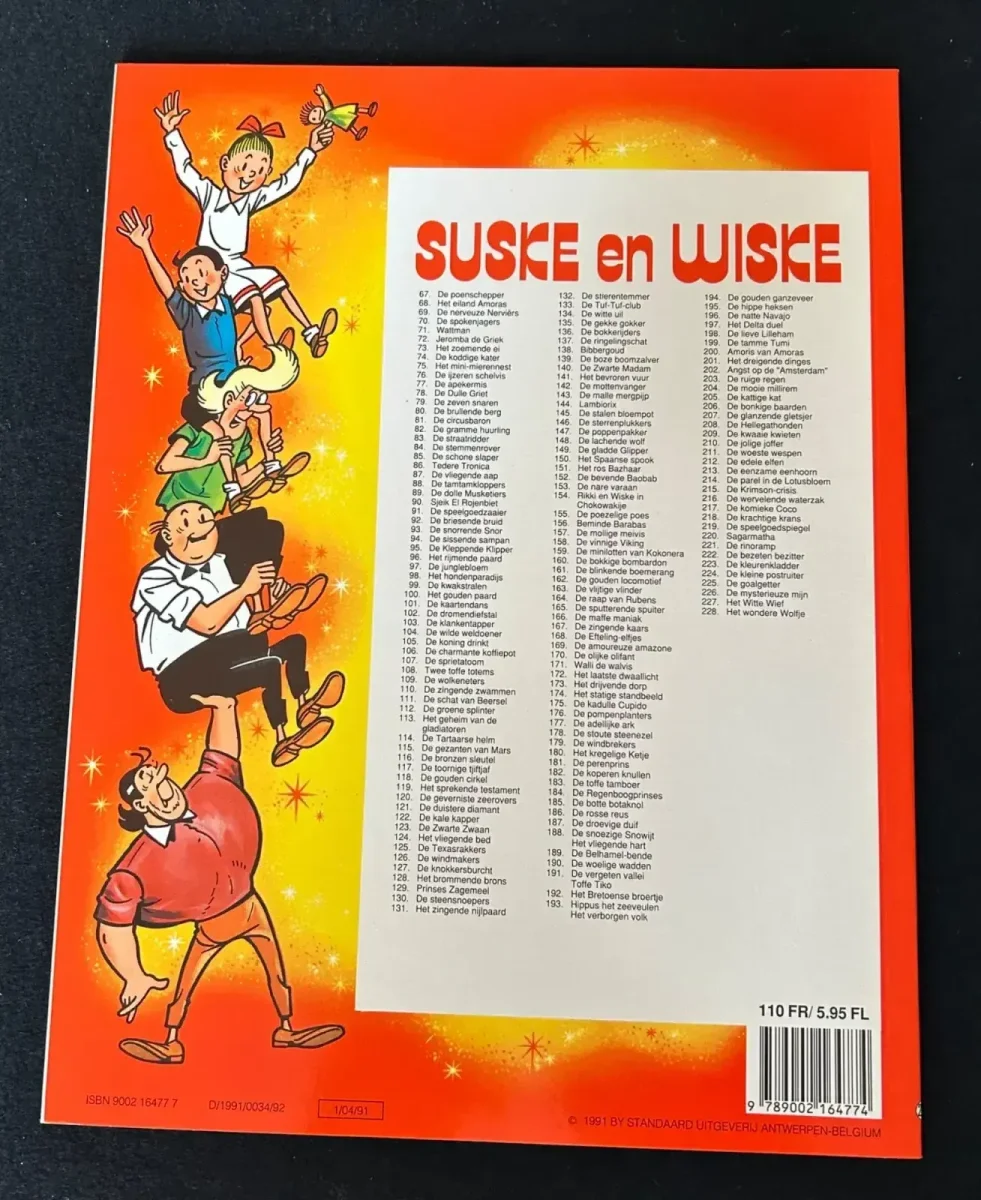 SUSKE en WISKE
67. De poenschepper
68. Het eiland Amoras
69. De nerveuze Nerviërs
70. De spokenjagers
71. Wattman
72. Jeromba de Griek
73. Het zoemende ei
74. De koddige kater
75. Het mini-mierennest
76. De ijzeren schelvis
77. De apekermis
78. De Dulle Griet
79. De zeven snaren
80. De brullende berg
81. De circusbaron
82. De gramme huurling
83. De straatridder
84. De stemmenrover
85. De schone slaper
86. Tedere Tronica
87. De vliegende aap
88. De tamtamkloppers
89. De dolle Musketiers
90. Sjeik El Rojenbiet
91. De speelgoedzaaier
92. De briesende bruid
93. De snorrende Snor
94. De sissende sampan
95. De Kleppende Klipper
96. Het rijmende paard
97. De junglebloem
98. Het hondenparadijs
99. De kwakstralen
100. Het gouden paard
101. De kaartendans
102. De dromendiefstal
103. De klankentapper
104. De wilde weldoener
105. De koning drinkt
106. De charmante koffiepot
107. De sprietatoom
108. Twee toffe totems
109. De wolkeneters
110. De zingende zwammen
111. De schat van Beersel
112. De groene splinter
113. Het geheim van de
gladiatoren
114. De Tartaarse helm
115. De gezanten van Mars
116. De bronzen sleutel
117. De toornige tjiftjaf
118. De gouden cirkel
119. Het sprekende testament
120. De geverniste zeerovers
121. De duistere diamant
122. De kale kapper
123. De Zwarte Zwaan
124. Het vliegende bed
125. De Texasrakkers
126. De windmakers
127. De knokkersburcht
128. Het brommende brons
129. Prinses Zagemeel
130. De steensnoepers
131. Het zingende nijlpaard
132. De stierentemmer
133. De Tuf-Tuf-club
134. De witte uil
135. De gekke gokker
136. De bokkerijders
137. De ringelingschat
138. Bibbergoud
139. De boze boomzalver
140. De Zwarte Madam
141. Het bevroren vuur
142. De mottenvanger
143. De malle mergpijp
144. Lambiorix
145. De stalen bloempot
146. De sterrenplukkers
147. De poppenpakker
148. De lachende wolf
149. De gladde Glipper
150. Het Spaanse spook
151. Het ros Bazhaar
152. De bevende Baobab
153. De nare varaan
154. Rikki en Wiske in
Chokowakije
155. De poezelige poes
156. Beminde Barabas
157. De mollige meivis
158. De vinnige Viking
159. De minilotten van Kokonera
160. De bokkige bombardon
161. De blinkende boemerang
162. De gouden locomotief
163. De vlijtige vlinder
164. De raap van Rubens
165. De sputterende spuiter
166. De maffe maniak
167. De zingende kaars
168. De Efteling-elfjes
169. De amoureuze amazone
170. De olijke olifant
171. Walli de walvis
172. Het laatste dwaallicht
173. Het drijvende dorp
174. Het statige standbeeld
175. De kadulle Cupido
176. De pompenplanters
177. De adellijke ark
178. De stoute steenezel
179. De windbrekers
180. Het kregelige Ketje
181. De perenprins
182. De koperen knullen
183. De toffe tamboer
184. De Regenboogprinses
185. De botte botaknol
186. De rosse reus
187. De droevige duif
188. De snoezige Snowijt
Het vliegende hart
189. De Belhamel-bende
190. De woelige wadden
191. De vergeten vallei
Toffe Tiko
192. Het Bretoense broertje
193. Hippus het zeeveulen
Het verborgen volk
194. De gouden ganzeveer
195. De hippe heksen
196. De natte Navajo
197. Het Delta duel
198. De lieve Lilleham
199. De tamme Tumi
200. Amoris van Amoras
201. Het dreigende dinges
202. Angst op de "Amsterdam"
203. De ruige regen
204. De mooie millirem
205. De kattige kat
206. De bonkige baarden
207. De glanzende gletsjer
208. De Hellegathonden
209. De kwaaie kwieten
210. De jolige joffer
211. De woeste wespen
212. De edele elfen
213. De eenzame eenhoorn
214. De parel in de Lotusbloem
215. De Krimson-crisis
216. De wervelende waterzak
217. De komieke Coco
218. De krachtige krans
219. De speelgoedspiegel
220. Sagarmatha
221. De rinoramp
222. De bezeten bezitter
223. De kleurenkladder
224. De kleine postruiter
225. De goalgetter
226. De mysterieuze mijn
227. Het Witte Wief
228. Het wondere Wolfje
110 FR/ 5.95 FL
9 789002 164774
ISBN 9002 16477 7
D/1991/0034/92
1/04/91
© 1991 BY STANDAARD UITGEVERIJ ANTWERPEN-BELGIUM